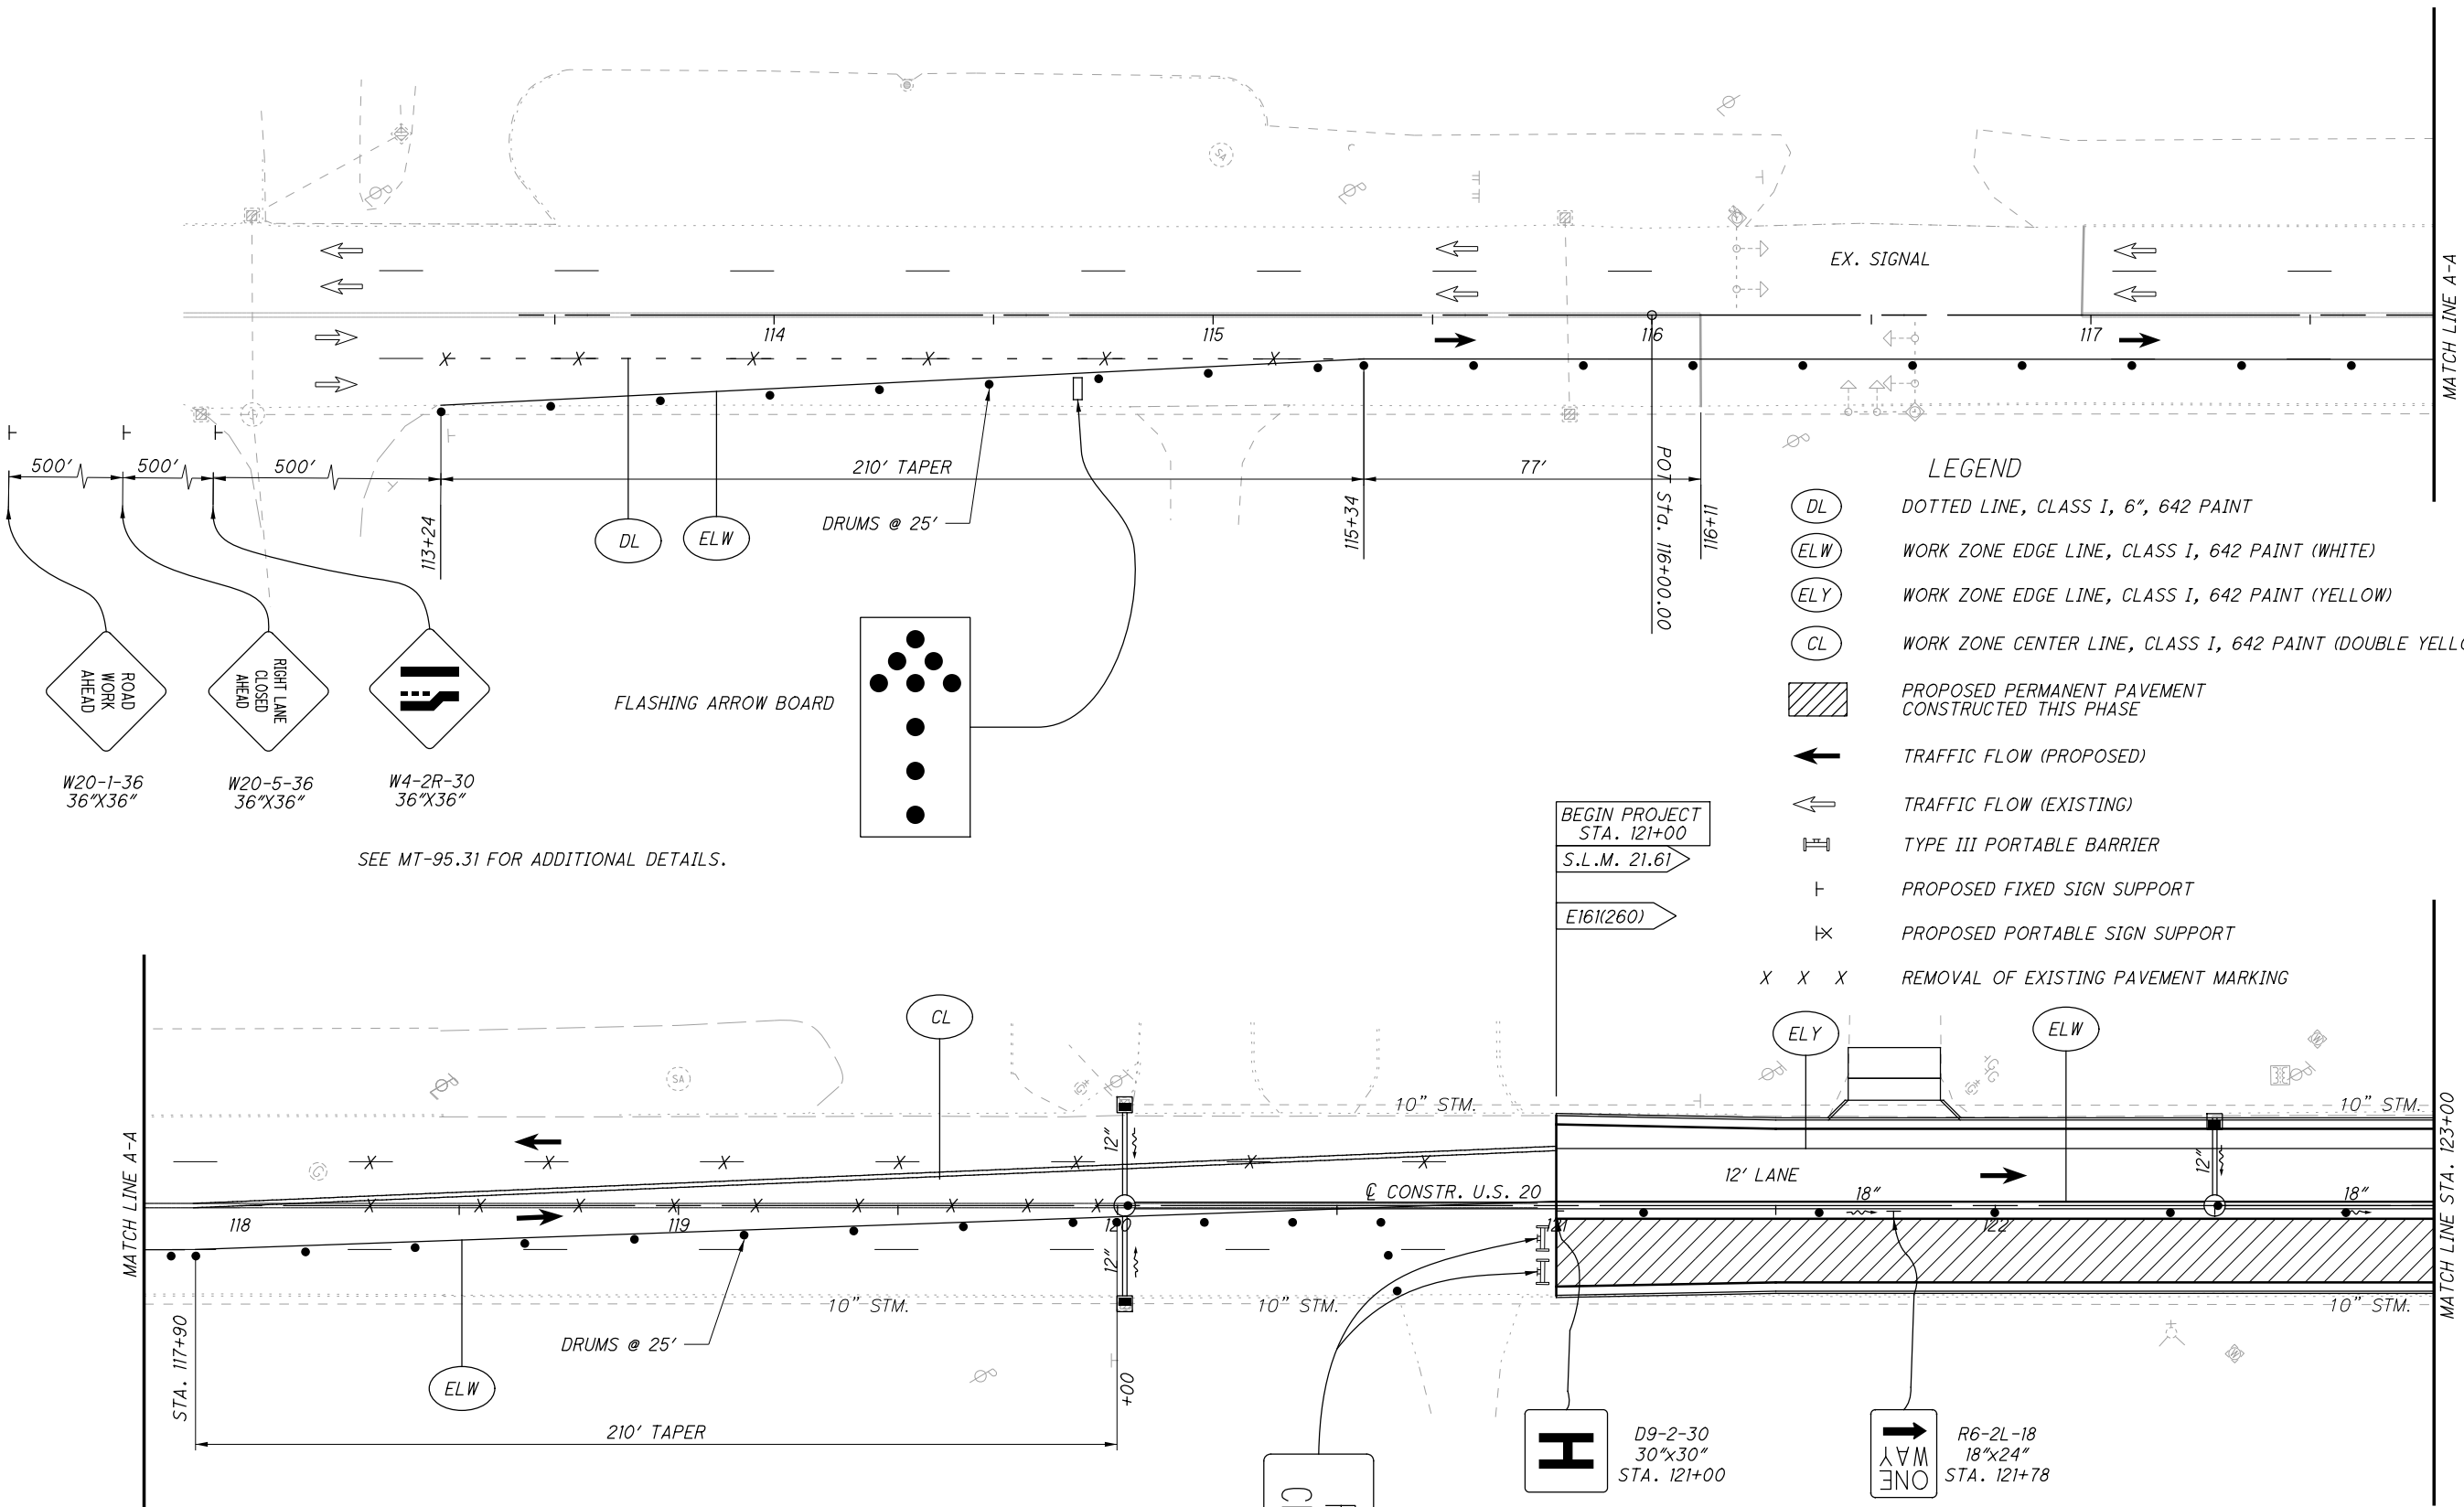 EX. SIGNAL
MATCH LINE A-A
114
115
116
117
X X X X X X
500'
500'
500'
210' TAPER
77'
113+24
115+34
POT Sta. 116+00.00
116+11
DL
ELW
DRUMS @ 25'
SA
ROAD
WORK
AHEAD
RIGHT LANE
CLOSED
AHEAD
FLASHING ARROW BOARD
W20-1-36
36"X36"
W20-5-36
36"X36"
W4-2R-30
36"X36"
SEE MT-95.31 FOR ADDITIONAL DETAILS.
LEGEND
DL DOTTED LINE, CLASS I, 6", 642 PAINT
ELW WORK ZONE EDGE LINE, CLASS I, 642 PAINT (WHITE)
ELY WORK ZONE EDGE LINE, CLASS I, 642 PAINT (YELLOW)
CL WORK ZONE CENTER LINE, CLASS I, 642 PAINT (DOUBLE
PROPOSED PERMANENT PAVEMENT
CONSTRUCTED THIS PHASE
TRAFFIC FLOW (PROPOSED)
TRAFFIC FLOW (EXISTING)
TYPE III PORTABLE BARRIER
PROPOSED FIXED SIGN SUPPORT
PROPOSED PORTABLE SIGN SUPPORT
X X X REMOVAL OF EXISTING PAVEMENT MARKING
BEGIN PROJECT
STA. 121+00
S.L.M. 21.61
E161(260)
MATCH LINE A-A
CL
ELY
ELW
SA
G
10" STM.
10" STM.
12"
12"
12' LANE
℄ CONSTR. U.S. 20
18"
18"
X X X X X X X
X X X X X X X X X
118
119
120
121
122
12"
10" STM.
10" STM.
10" STM.
MATCH LINE STA. 123+00
DRUMS @ 25'
STA. 117+90
ELW
+00
210' TAPER
H
D9-2-30
30"x30"
STA. 121+00
ONE
WAY
R6-2L-18
18"x24"
STA. 121+78